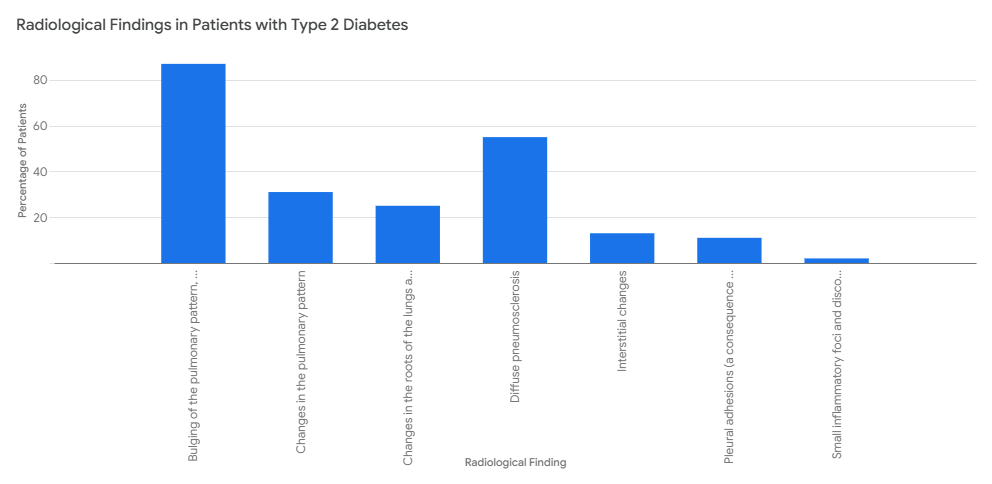 Radiological Findings in Patients with Type 2 Diabetes
Percentage of Patients
80
60
40
20
Bulging of the pulmonary pattern, ...
Changes in the pulmonary pattern
Changes in the roots of the lungs a...
Diffuse pneumosclerosis
Interstitial changes
Pleural adhesions (a consequence ...
Small inflammatory foci and disco...
Radiological Finding